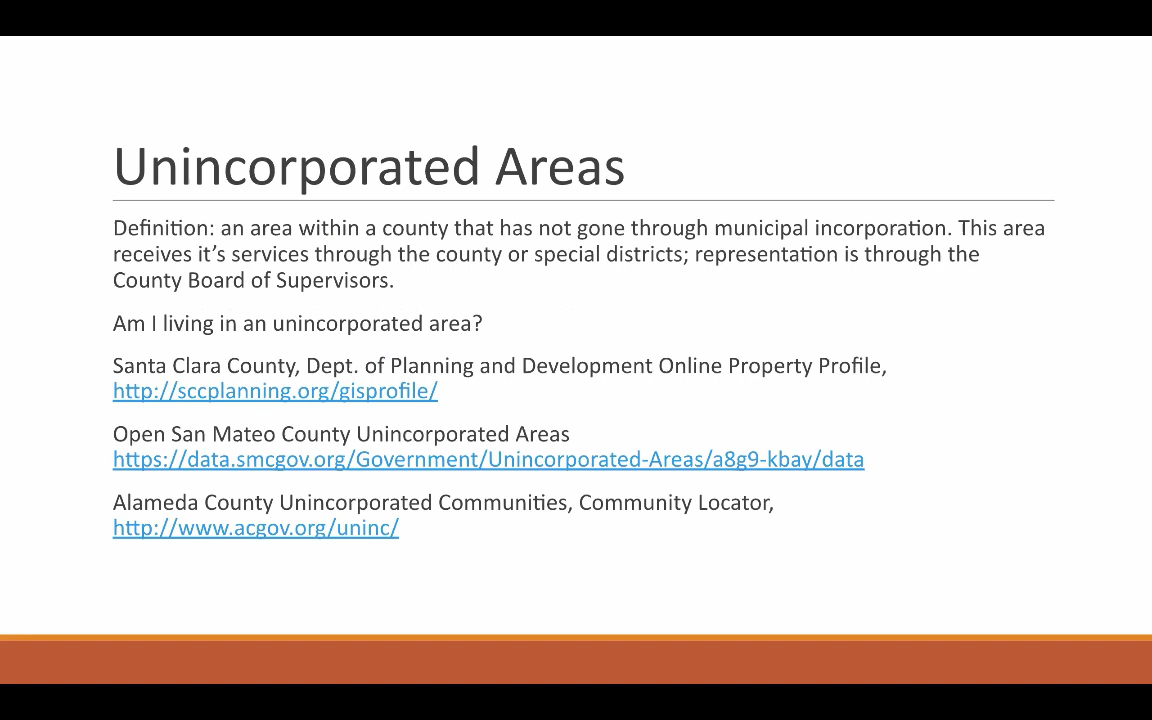 Unincorporated Areas
Definition: an area within a county that has not gone through municipal incorporation. This area
receives it’s services through the county or special districts; representation is through the
County Board of Supervisors.
Am I living in an unincorporated area?
Santa Clara County, Dept. of Planning and Development Online Property Profile,
http://sccplanning.org/gisprofile/
Open San Mateo County Unincorporated Areas
https://data.smcgov.org/Government/Unincorporated-Areas/a8g9-kbay/data
Alameda County Unincorporated Communities, Community Locator,
http://www.acgov.org/uninc/